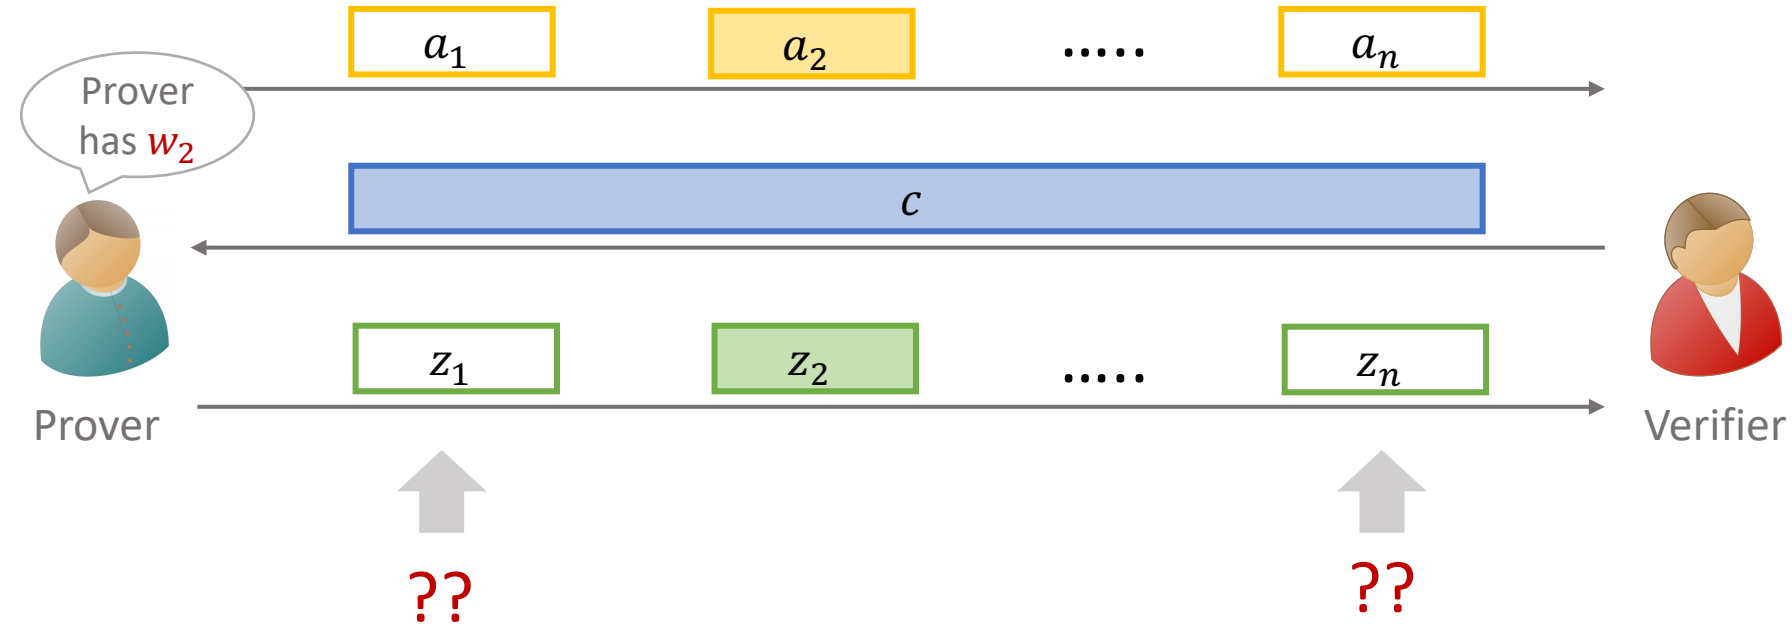 a₁ a₂ ..... aₙ
Prover
has w₂
c
z₁ z₂ ..... zₙ
Prover
Verifier
?? ??